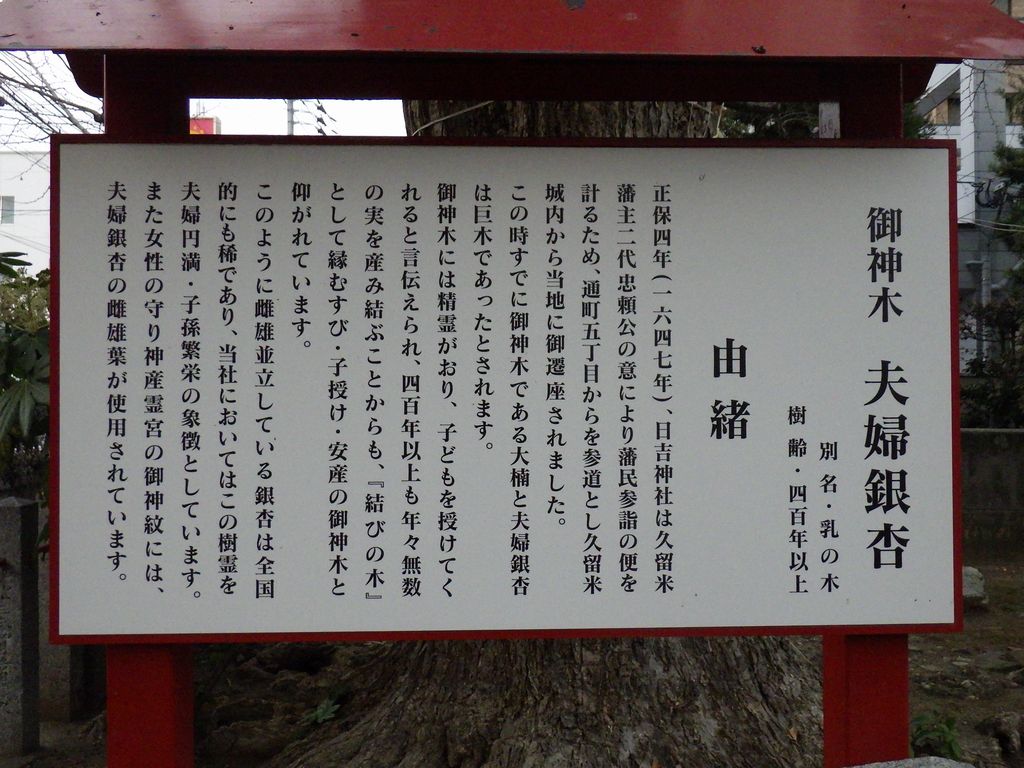 御神木　夫婦銀杏
別名・乳の木
樹齢・四百年以上
由緒
正保四年(一六四七年)、日吉神社は久留米
藩主二代忠頼公の意により藩民参詣の便を
計るため、通町五丁目からを参道とし久留米
城内から当地に御遷座されました。
この時すでに御神木である大楠と夫婦銀杏
は巨木であったとされます。
御神木には精霊がおり、子どもを授けてく
れると言伝えられ、四百年以上も年々無数
の実を産み結ぶことからも、『結びの木』
として縁むすび・子授け・安産の御神木と
仰がれています。
このように雌雄並立している銀杏は全国
的にも稀であり、当社においてはこの樹霊を
夫婦円満・子孫繁栄の象徴としています。
また女性の守り神産霊宮の御神紋には、
夫婦銀杏の雌雄葉が使用されています。